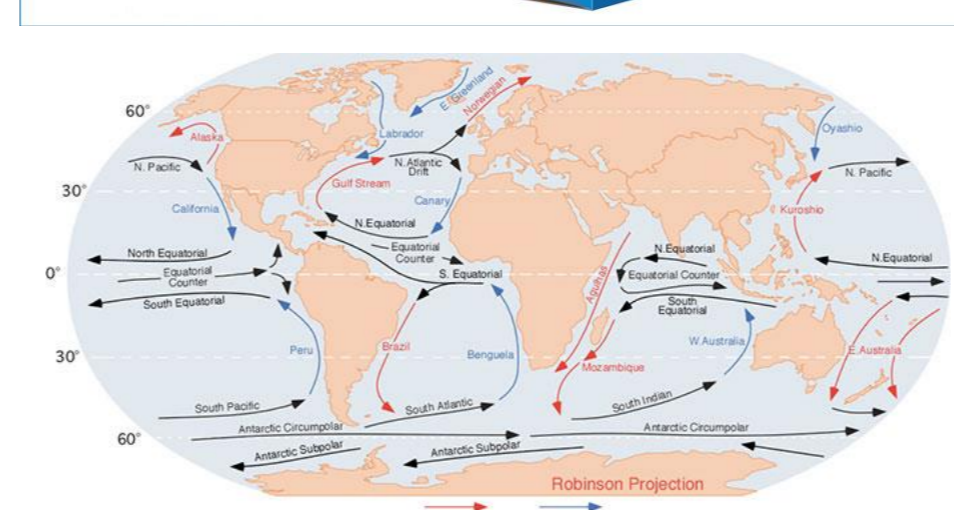 E. Greenland
Norwegian
60°
Alaska
Labrador
Oyashio
N. Pacific
N. Atlantic
Drift
N. Pacific
30°
Gulf Stream
California
Canary
Kuroshio
N.Equatorial
North Equatorial
Equatorial
Counter
N.Equatorial
N.Equatorial
0°
Equatorial
Counter
S. Equatorial
Agulhas
Equatorial Counter
South Equatorial
South
Equatorial
30°
Peru
Brazil
Benguela
Mozambique
W.Australia
E.Australia
South Pacific
South Atlantic
South Indian
60°
Antarctic Circumpolar
Antarctic Circumpolar
Antarctic Subpolar
Antarctic Subpolar
Robinson Projection